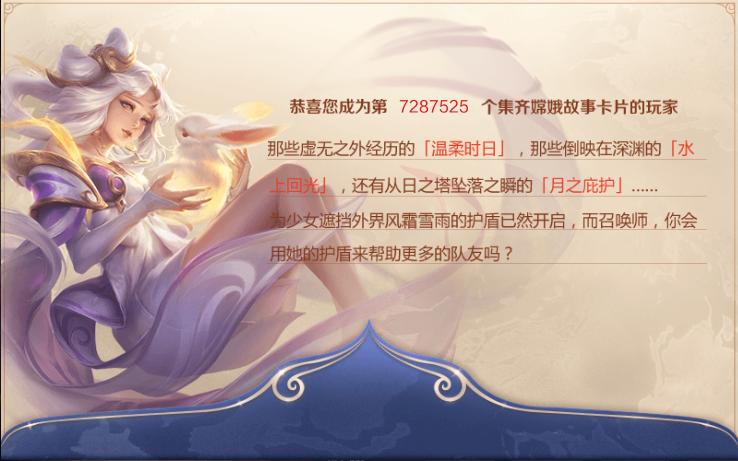 恭喜您成为第 7287525 个集齐嫦娥故事卡片的玩家
那些虚无之外经历的「温柔时日」，那些倒映在深渊的「水
上回光」，还有从日之塔坠落之瞬的「月之庇护」……
为少女遮挡外界风霜雪雨的护盾已然开启，而召唤师，你会
用她的护盾来帮助更多的队友吗？